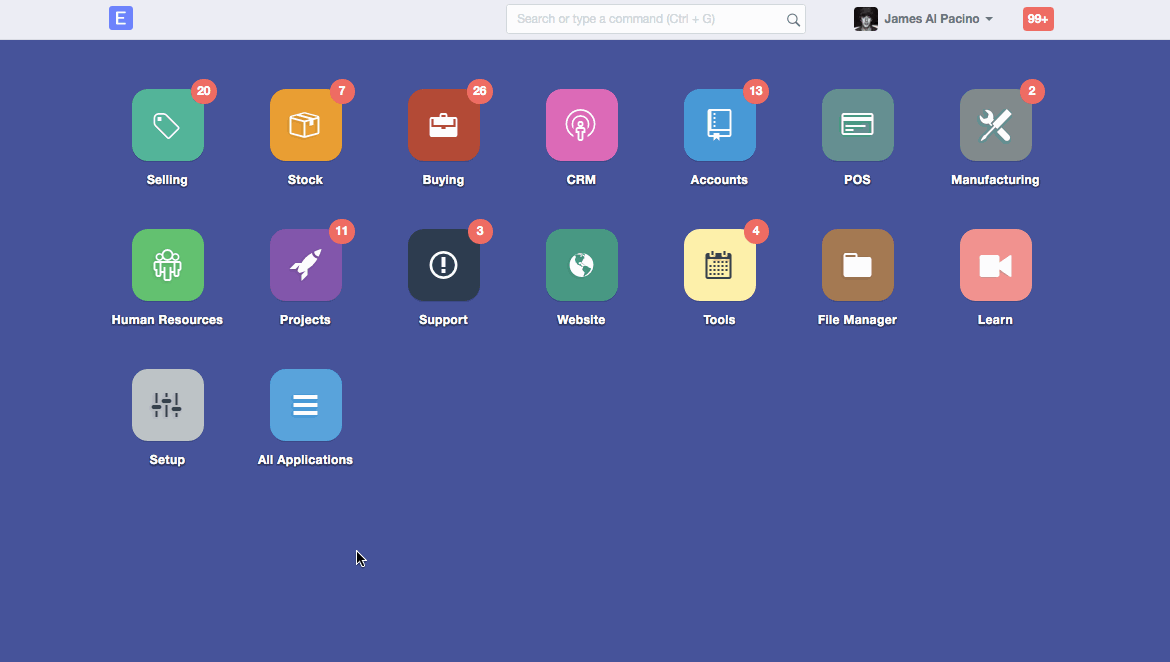 E
Search or type a command (Ctrl + G)
James Al Pacino
99+
20
7
26
13
2
Selling
Stock
Buying
CRM
Accounts
POS
Manufacturing
11
3
4
Human Resources
Projects
Support
Website
Tools
File Manager
Learn
Setup
All Applications